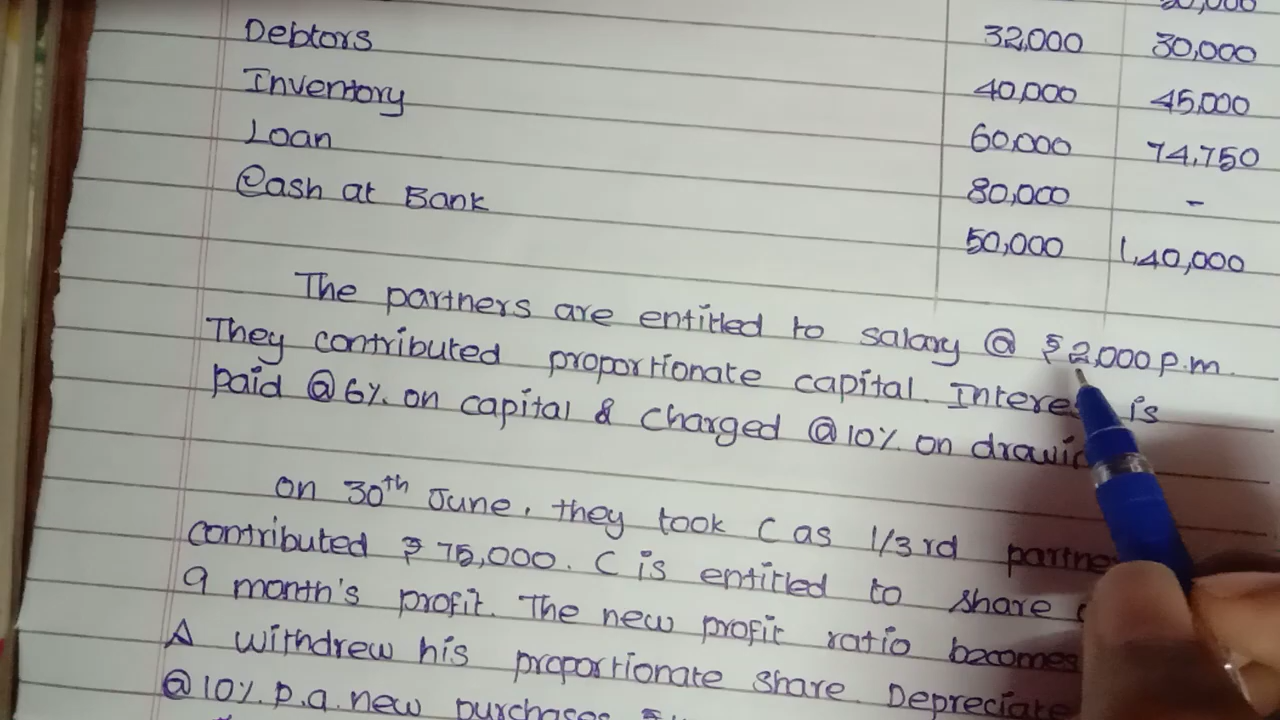 Debtors 32,000 30,000
Inventory 40,000 45,000
Loan 60,000 74,750
Cash at Bank 80,000 -
50,000 1,40,000
The partners are entitled to salary @ ₹2,000 p.m.
They contributed proportionate capital. Interest is
paid @ 6% on capital & charged @ 10% on
On 30th June, they took C as 1/3rd
contributed ₹ 75,000. C is entitled to share
9 month's profit. The new profit ratio becomes
A withdrew his proportionate share Depreciate
@ 10% p.a. new purchases